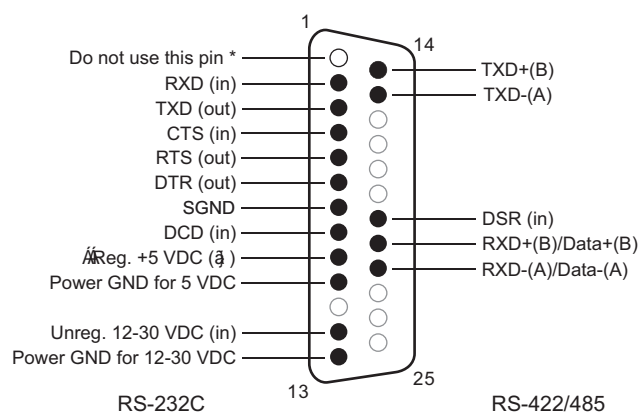 1
14
Do not use this pin *
RXD (in)
TXD (out)
CTS (in)
RTS (out)
DTR (out)
SGND
DCD (in)
Reg. +5 VDC
Power GND for 5 VDC
Unreg. 12-30 VDC (in)
Power GND for 12-30 VDC
TXD+(B)
TXD-(A)
DSR (in)
RXD+(B)/Data+(B)
RXD-(A)/Data-(A)
13
25
RS-232C
RS-422/485